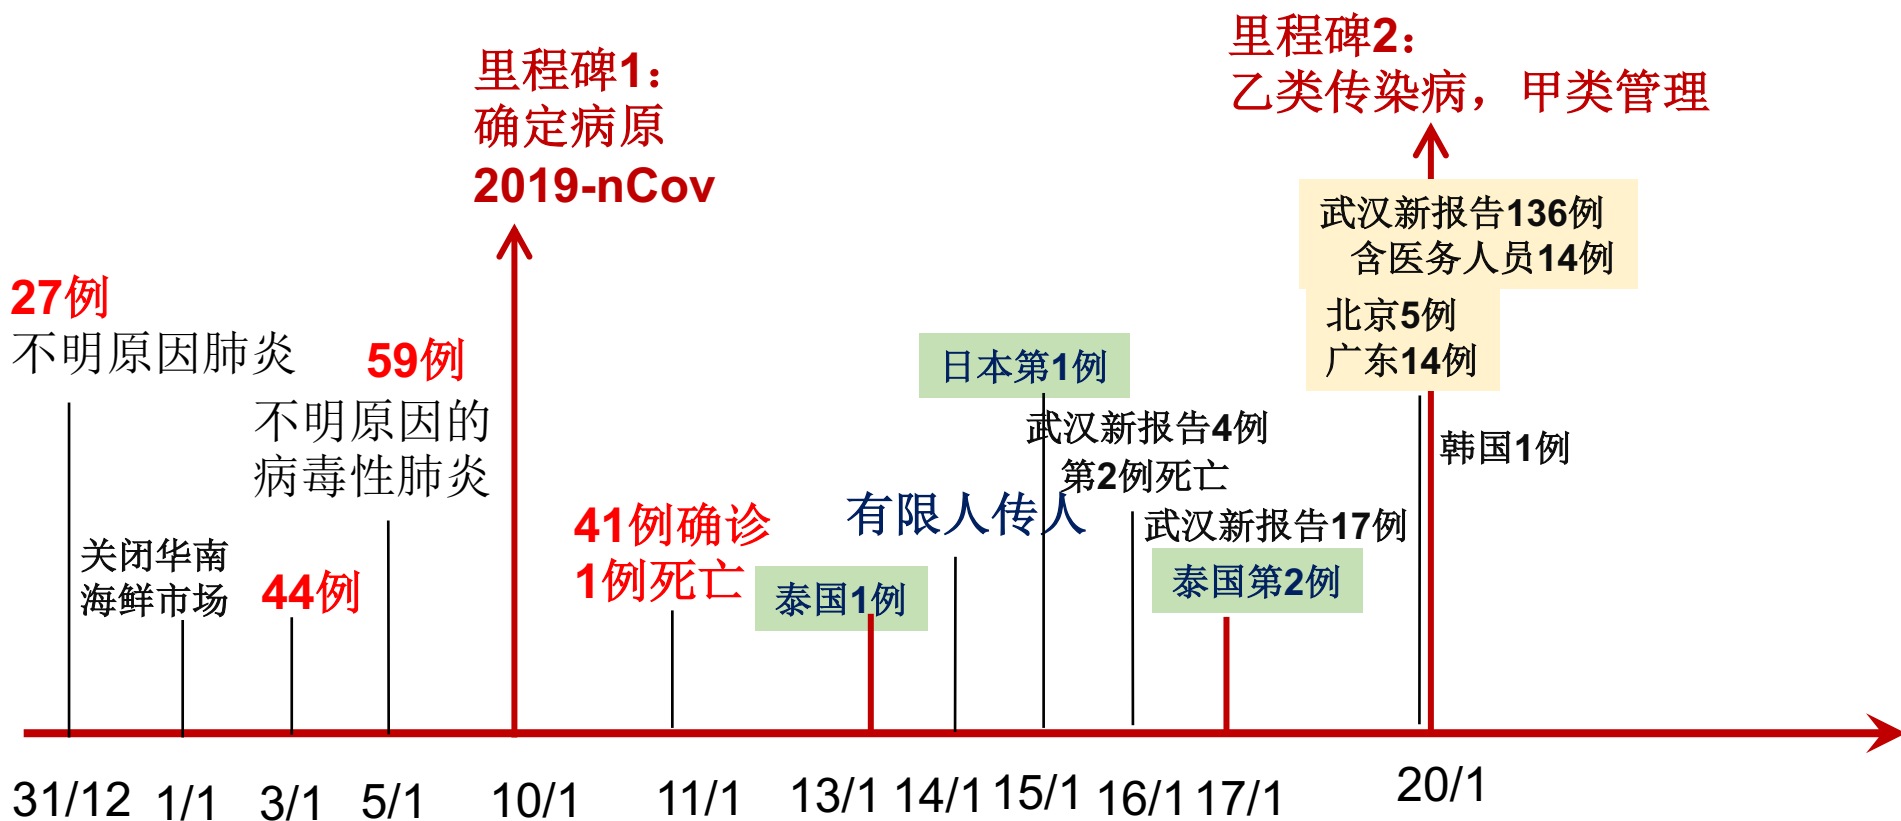 里程碑1：
确定病原
2019-nCov
里程碑2：
乙类传染病，甲类管理
武汉新报告136例
含医务人员14例
北京5例
广东14例
27例
不明原因肺炎
59例
不明原因的
病毒性肺炎
日本第1例
武汉新报告4例
第2例死亡
韩国1例
有限人传人
41例确诊
1例死亡
武汉新报告17例
关闭华南
海鲜市场
44例
泰国1例
泰国第2例
31/12
1/1
3/1
5/1
10/1
11/1
13/1
14/1
15/1
16/1
17/1
20/1